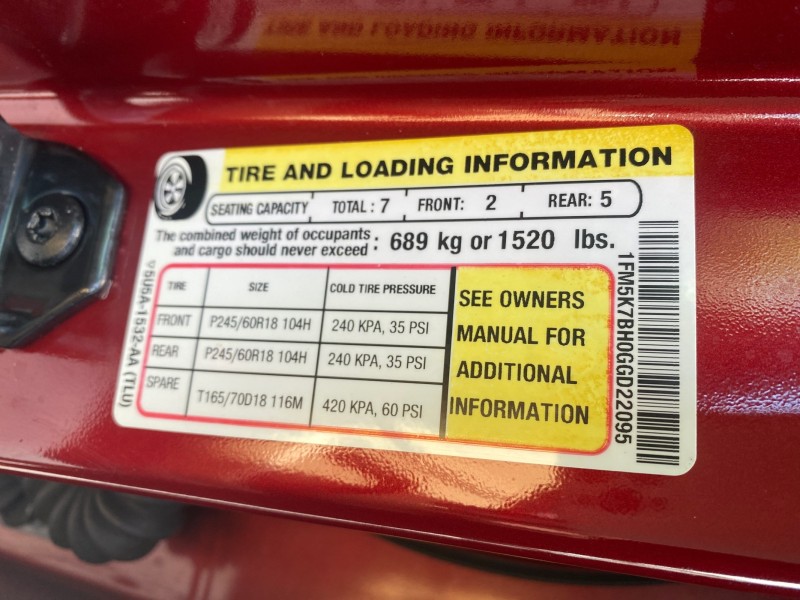 TIRE AND LOADING INFORMATION
SEATING CAPACITY TOTAL : 7 FRONT: 2 REAR: 5
The combined weight of occupants
and cargo should never exceed : 689 kg or 1520 lbs.
TIRE SIZE COLD TIRE PRESSURE
FRONT P245/60R18 104H 240 KPA, 35 PSI
REAR P245/60R18 104H 240 KPA, 35 PSI
SPARE T165/70D18 116M 420 KPA, 60 PSI
SEE OWNERS
MANUAL FOR
ADDITIONAL
INFORMATION
1FM5K7BH0GGD22095
V5U5A-1532-AA (TLU)